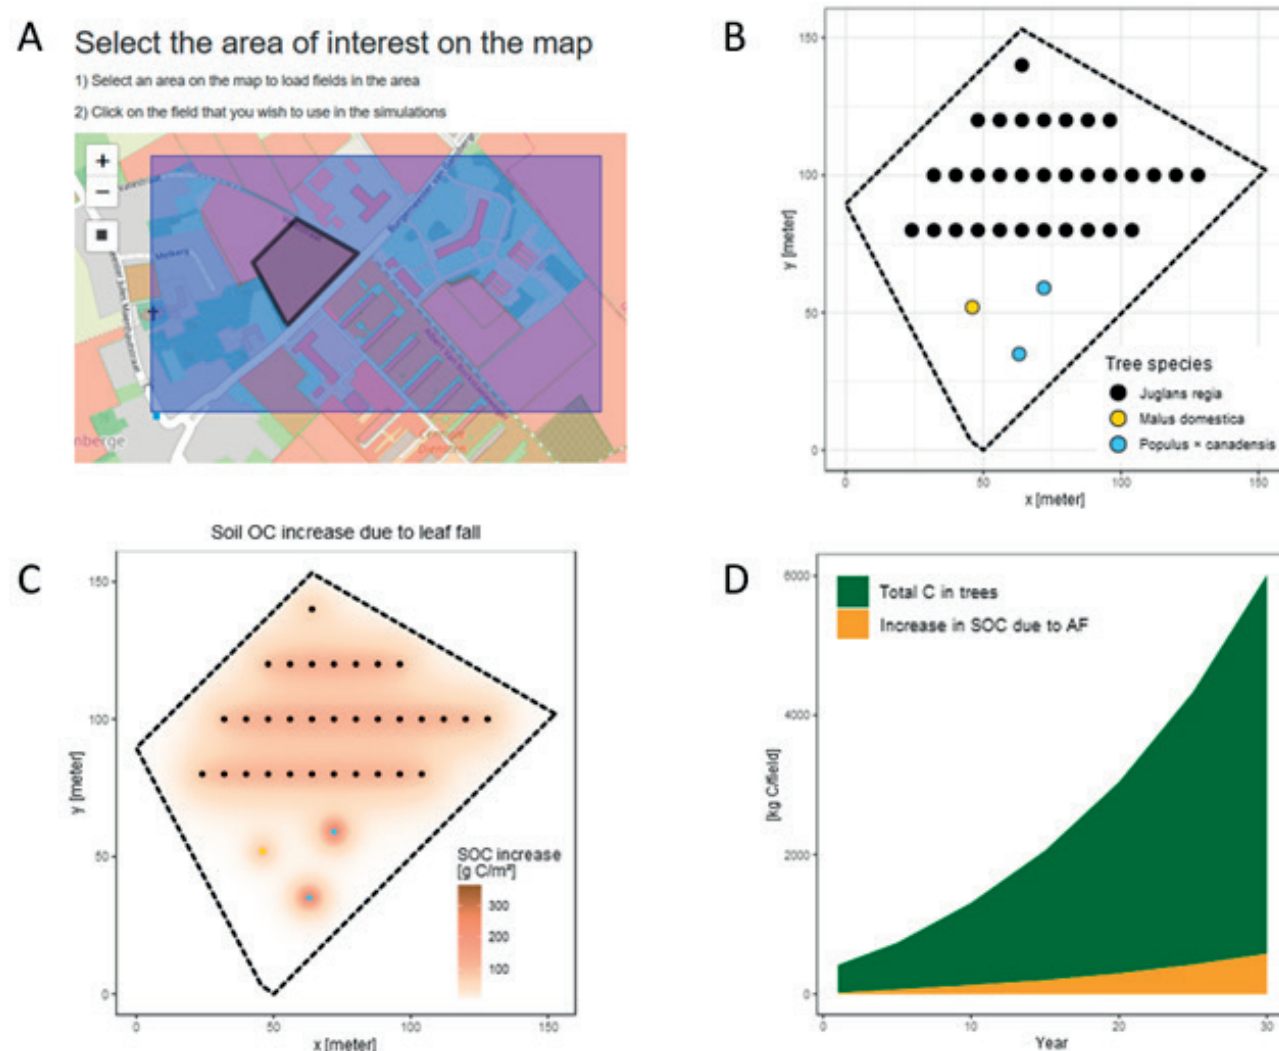 A
Select the area of interest on the map
1) Select an area on the map to load fields in the area
2) Click on the field that you wish to use in the simulations
+
−
nberge
B
150
100
50
0
y [meter]
0
50
100
150
x [meter]
Tree species
Juglans regia
Malus domestica
Populus × canadensis
C
Soil OC increase due to leaf fall
150
100
50
0
y [meter]
0
50
100
150
x [meter]
SOC increase
[g C/m²]
300
200
100
D
6000
4000
2000
0
[kg C/field]
Total C in trees
Increase in SOC due to AF
0
10
20
30
Year